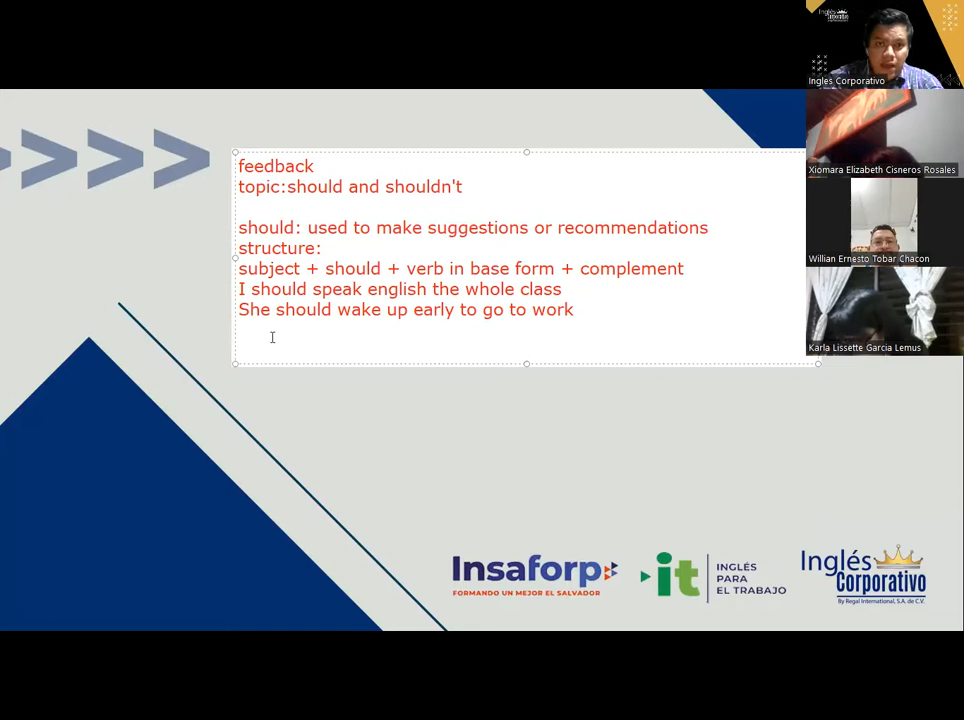 feedback
topic:should and shouldn't
should: used to make suggestions or recommendations
structure:
subject + should + verb in base form + complement
I should speak english the whole class
She should wake up early to go to work
Inglés Corporativo
Ingles Corporativo
Xiomara Elizabeth Cisneros Rosales
Willian Ernesto Tobar Chacon
Karla Lissette Garcia Lemus
Insaforp
FORMANDO UN MEJOR EL SALVADOR
it
INGLÉS
PARA
EL TRABAJO
Inglés
Corporativo
By Regal International, S.A. de C.V.